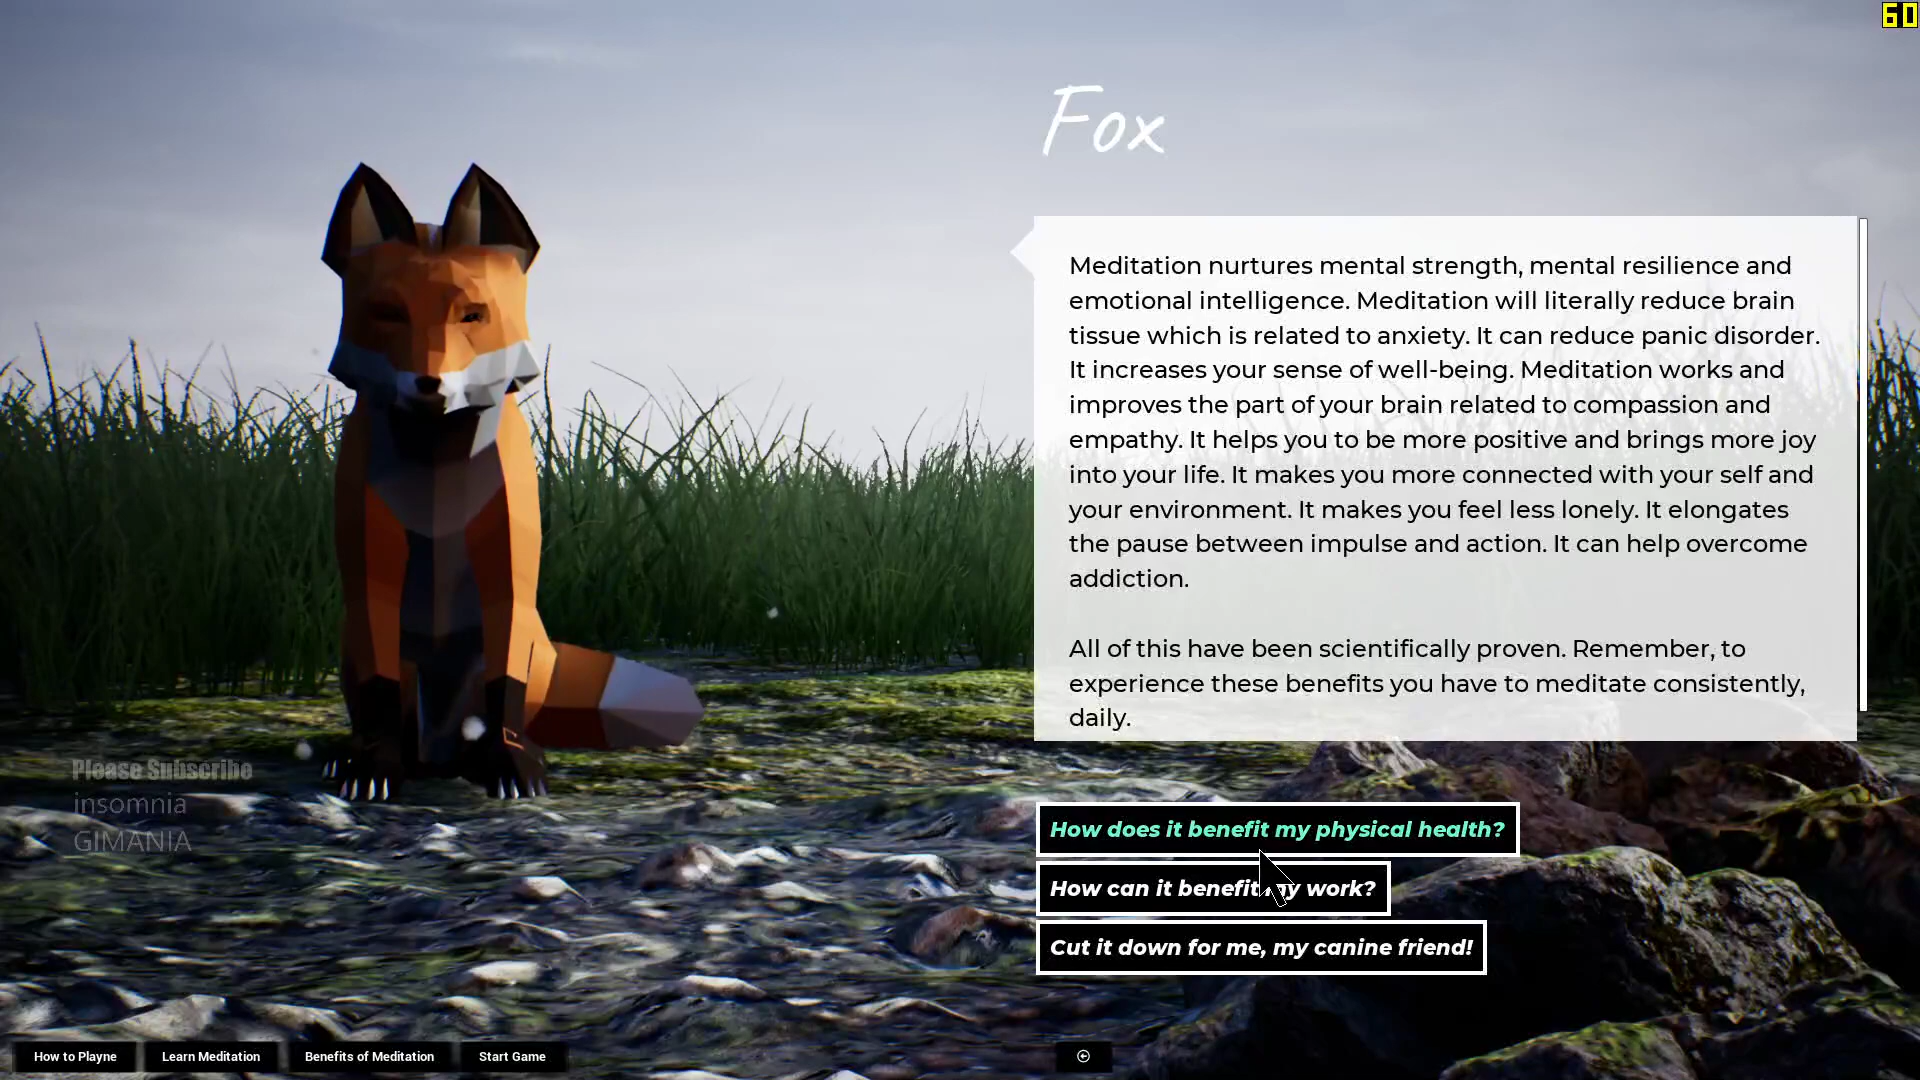 60
Fox
Meditation nurtures mental strength, mental resilience and
emotional intelligence. Meditation will literally reduce brain
tissue which is related to anxiety. It can reduce panic disorder.
It increases your sense of well-being. Meditation works and
improves the part of your brain related to compassion and
empathy. It helps you to be more positive and brings more joy
into your life. It makes you more connected with your self and
your environment. It makes you feel less lonely. It elongates
the pause between impulse and action. It can help overcome
addiction.
All of this have been scientifically proven. Remember, to
experience these benefits you have to meditate consistently,
daily.
Please Subscribe
insomnia
GIMANIA
How does it benefit my physical health?
How can it benefit my work?
Cut it down for me, my canine friend!
How to Playne
Learn Meditation
Benefits of Meditation
Start Game